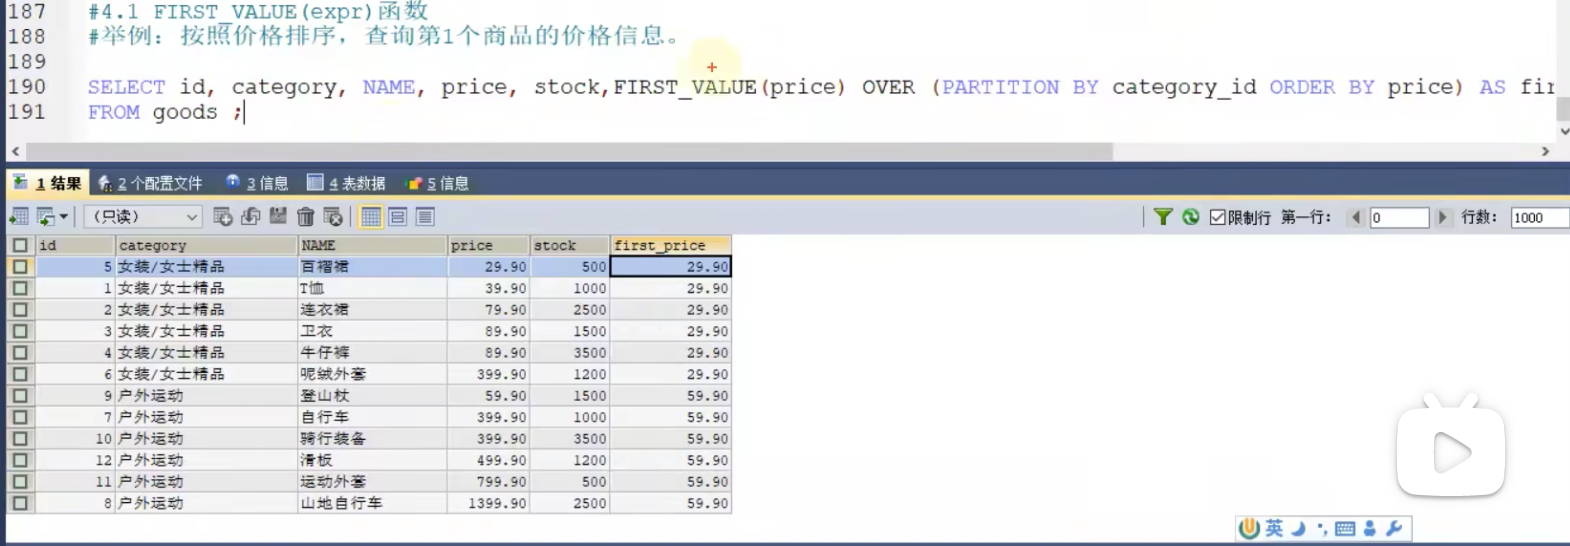 187 #4.1 FIRST_VALUE(expr)函数
188 #举例：按照价格排序，查询第1个商品的价格信息。
189
190 SELECT id, category, NAME, price, stock,FIRST_VALUE(price) OVER (PARTITION BY category_id ORDER BY price) AS fir
191 FROM goods ;
1 结果 2 个配置文件 3 信息 4 表数据 5 信息
（只读） 限制行 第一行： 0 行数： 1000
id category NAME price stock first_price
5 女装/女士精品 百褶裙 29.90 500 29.90
1 女装/女士精品 T恤 39.90 1000 29.90
2 女装/女士精品 连衣裙 79.90 2500 29.90
3 女装/女士精品 卫衣 89.90 1500 29.90
4 女装/女士精品 牛仔裤 89.90 3500 29.90
6 女装/女士精品 呢绒外套 399.90 1200 29.90
9 户外运动 登山杖 59.90 1500 59.90
7 户外运动 自行车 399.90 1000 59.90
10 户外运动 骑行装备 399.90 3500 59.90
12 户外运动 滑板 499.90 1200 59.90
11 户外运动 运动外套 799.90 500 59.90
8 户外运动 山地自行车 1399.90 2500 59.90
英